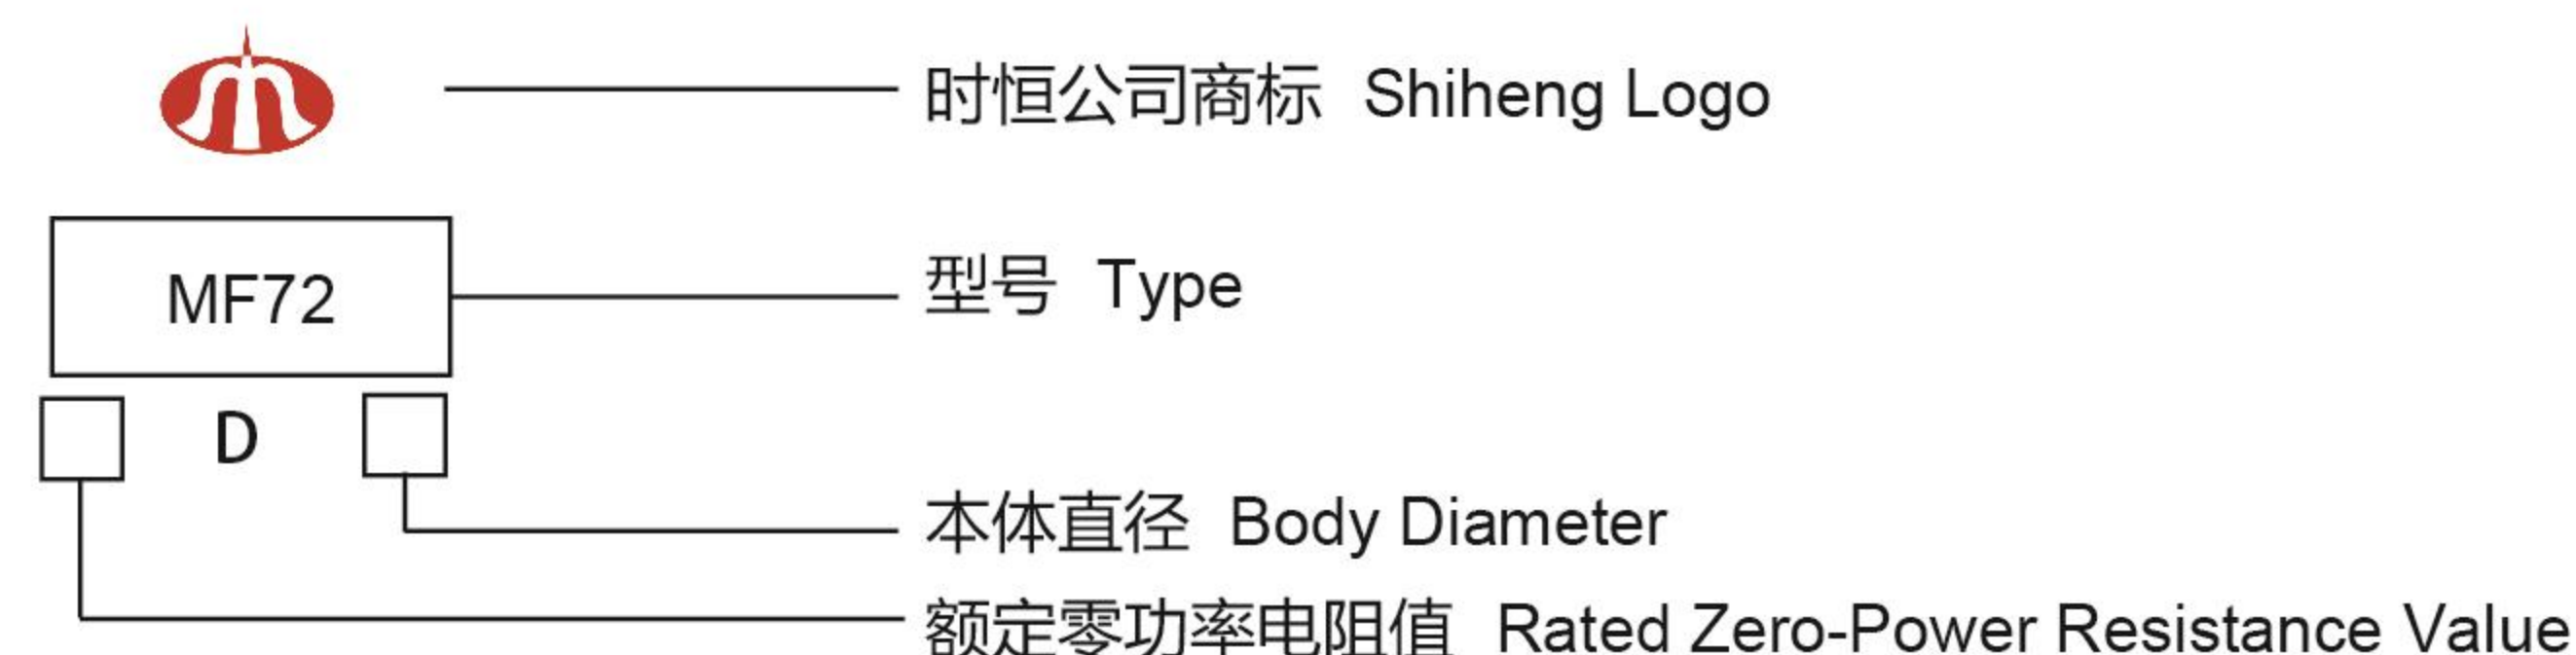 时恒公司商标 Shiheng Logo
MF72
型号 Type
D
本体直径 Body Diameter
额定零功率电阻值 Rated Zero-Power Resistance Value